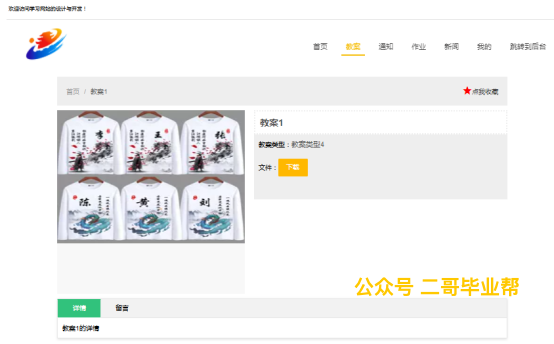 欢迎访问学习网站的设计与开发！
首页 教案 通知 作业 新闻 我的 跳转到后台
首页 / 教案1
点我收藏
教案1
教案类型：教案类型4
文件： 下载
李 王 张
陈 黄 刘
公众号 二哥毕业帮
详情 留言
教案1的详情